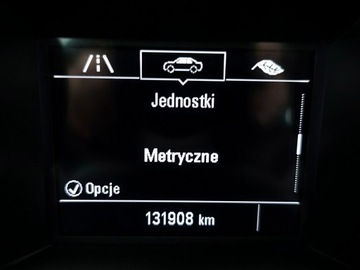 Jednostki
Metryczne
Opcje
131908 km